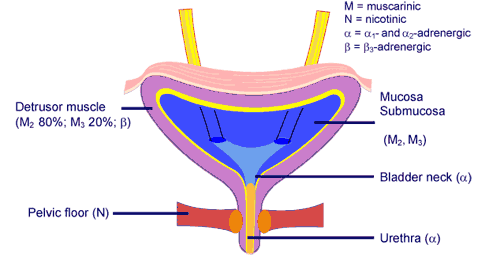 M = muscarinic
N = nicotinic
α = α₁- and α₂-adrenergic
β = β₃-adrenergic
Detrusor muscle
(M₂ 80%; M₃ 20%; β)
Mucosa
Submucosa
(M₂, M₃)
Bladder neck (α)
Pelvic floor (N)
Urethra (α)